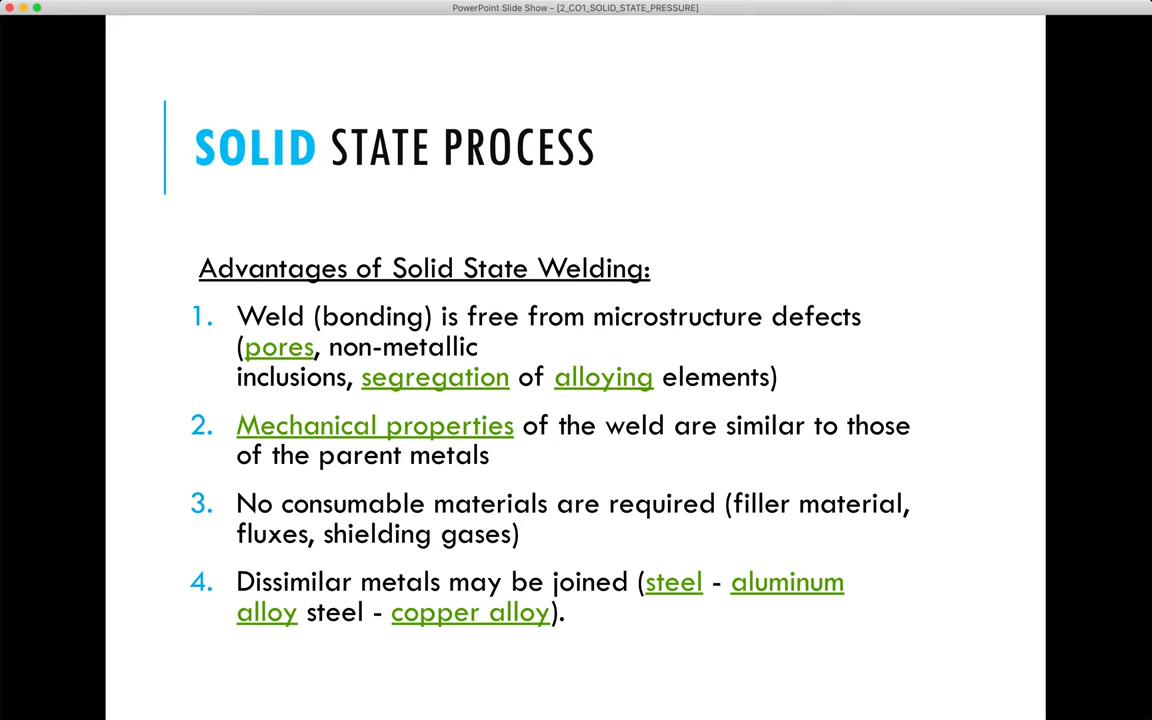 PowerPoint Slide Show - [2_CO1_SOLID_STATE_PRESSURE]
SOLID STATE PROCESS
Advantages of Solid State Welding:
1. Weld (bonding) is free from microstructure defects
(pores, non-metallic
inclusions, segregation of alloying elements)
2. Mechanical properties of the weld are similar to those
of the parent metals
3. No consumable materials are required (filler material,
fluxes, shielding gases)
4. Dissimilar metals may be joined (steel - aluminum
alloy steel - copper alloy).